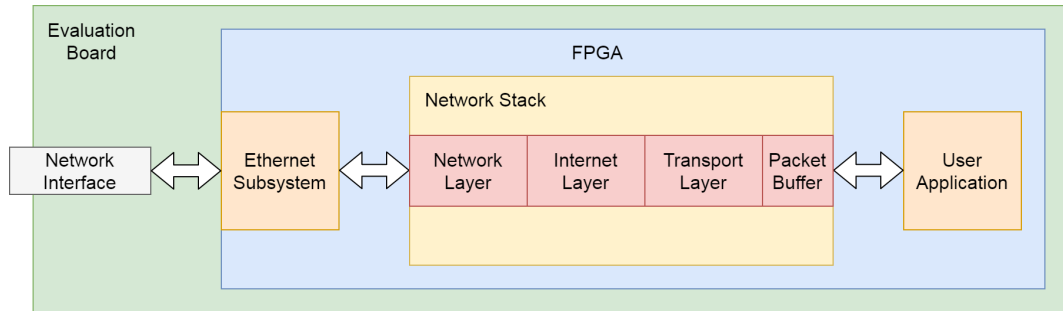 Evaluation
Board
FPGA
Network Stack
Network
Interface
Ethernet
Subsystem
Network
Layer
Internet
Layer
Transport
Layer
Packet
Buffer
User
Application